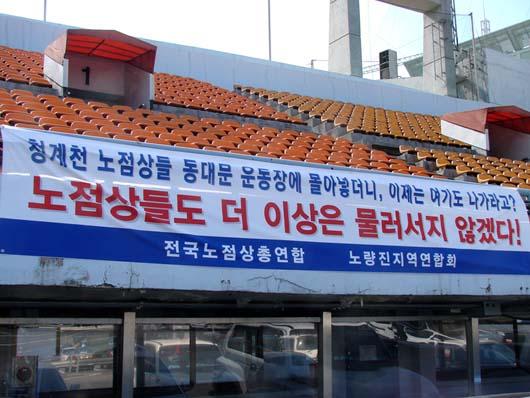 1
청계천 노점상들 동대문 운동장에 몰아넣더니, 이제는 여기도 나가라고?
노점상들도 더 이상은 물러서지 않겠다!
전국노점상총연합 노량진지역연합회